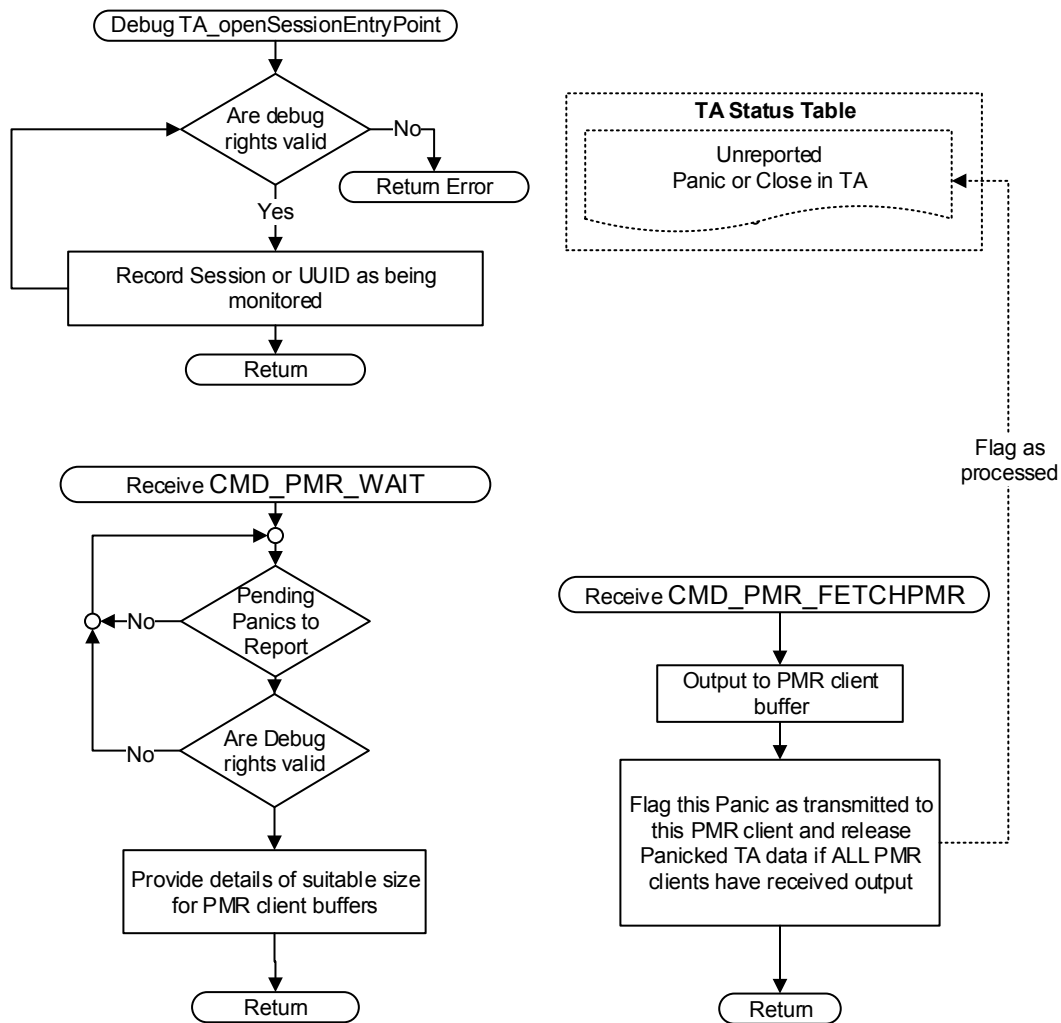 Debug TA_openSessionEntryPoint
Are debug
rights valid
No
Return Error
Yes
Record Session or UUID as being
monitored
Return
TA Status Table
Unreported
Panic or Close in TA
Flag as
processed
Receive CMD_PMR_WAIT
Pending
Panics to
Report
No
Are Debug
rights valid
No
Provide details of suitable size
for PMR client buffers
Return
Receive CMD_PMR_FETCHPMR
Output to PMR client
buffer
Flag this Panic as transmitted to
this PMR client and release
Panicked TA data if ALL PMR
clients have received output
Return